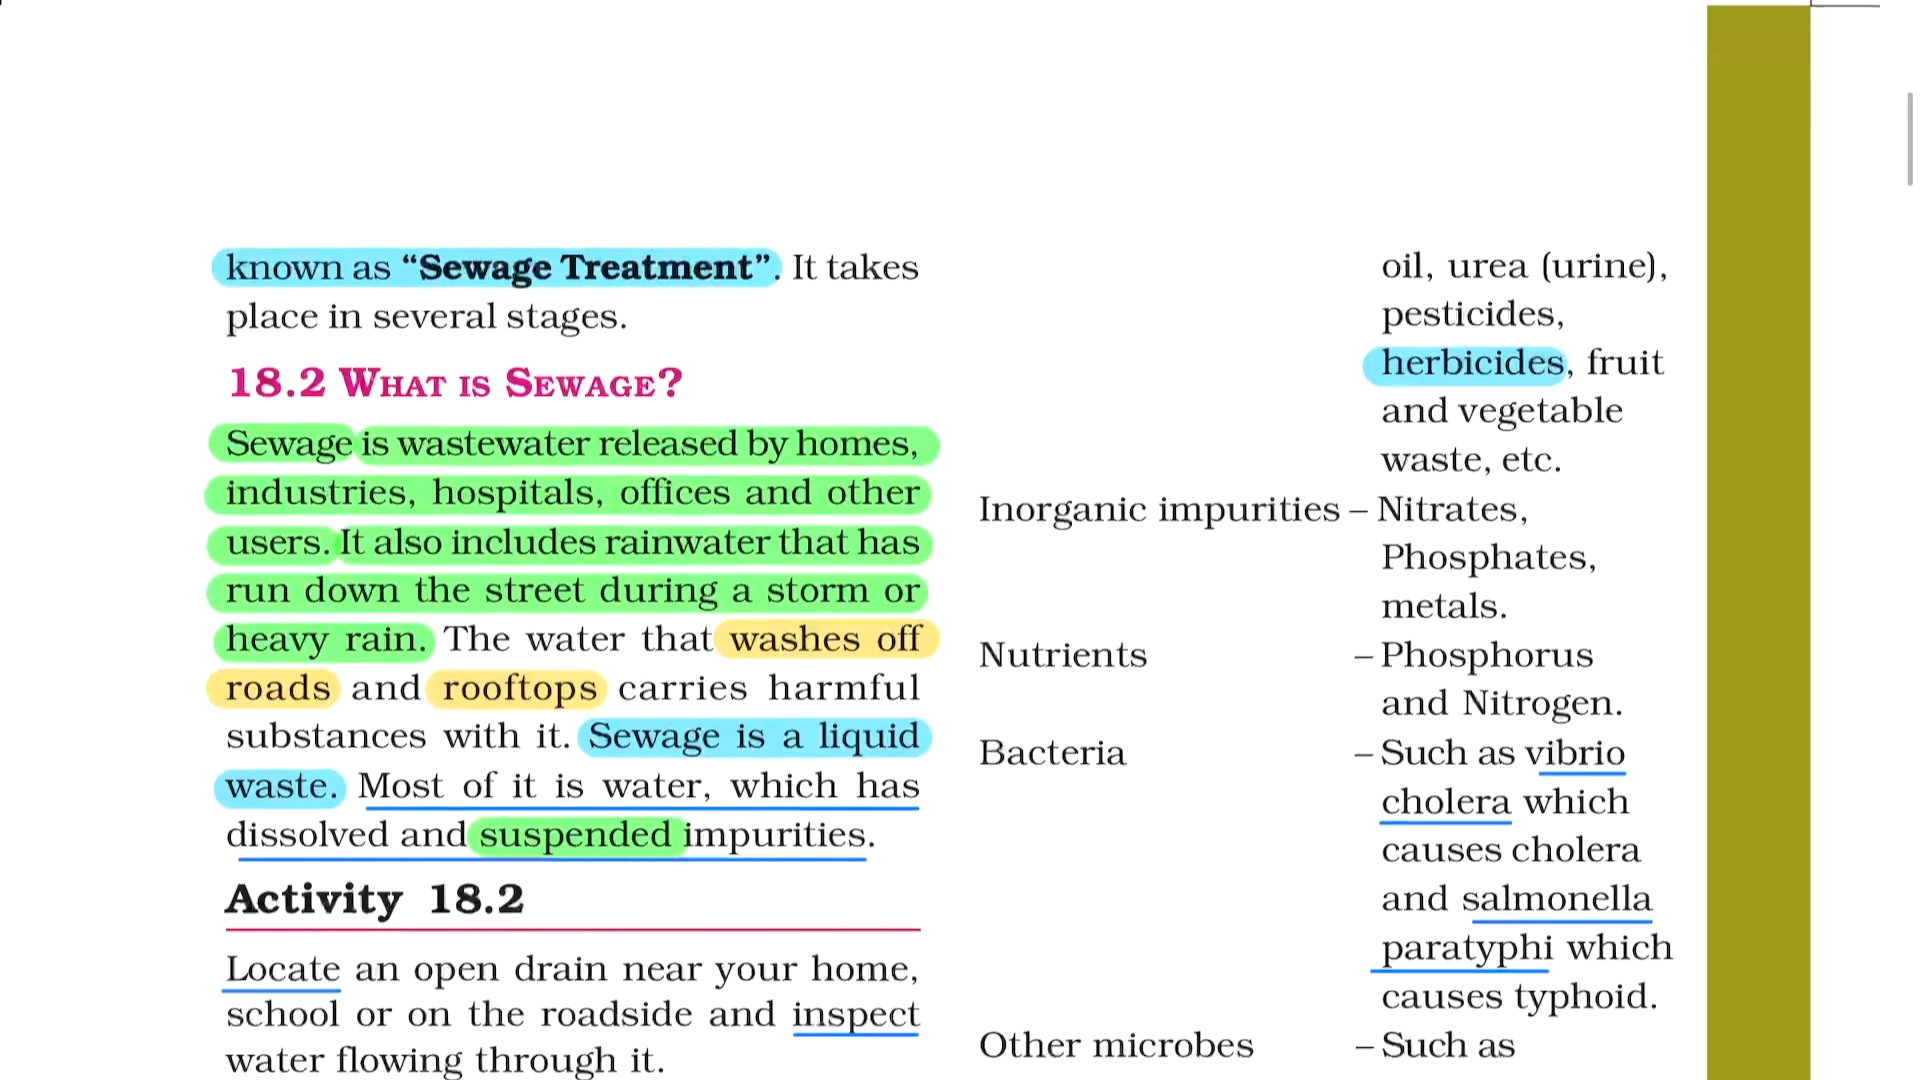 known as “Sewage Treatment”. It takes
place in several stages.
18.2 What is Sewage?
Sewage is wastewater released by homes,
industries, hospitals, offices and other
users. It also includes rainwater that has
run down the street during a storm or
heavy rain. The water that washes off
roads and rooftops carries harmful
substances with it. Sewage is a liquid
waste. Most of it is water, which has
dissolved and suspended impurities.
Activity 18.2
Locate an open drain near your home,
school or on the roadside and inspect
water flowing through it.
oil, urea (urine),
pesticides,
herbicides, fruit
and vegetable
waste, etc.
Inorganic impurities – Nitrates,
Phosphates,
metals.
Nutrients – Phosphorus
and Nitrogen.
Bacteria – Such as vibrio
cholera which
causes cholera
and salmonella
paratyphi which
causes typhoid.
Other microbes – Such as